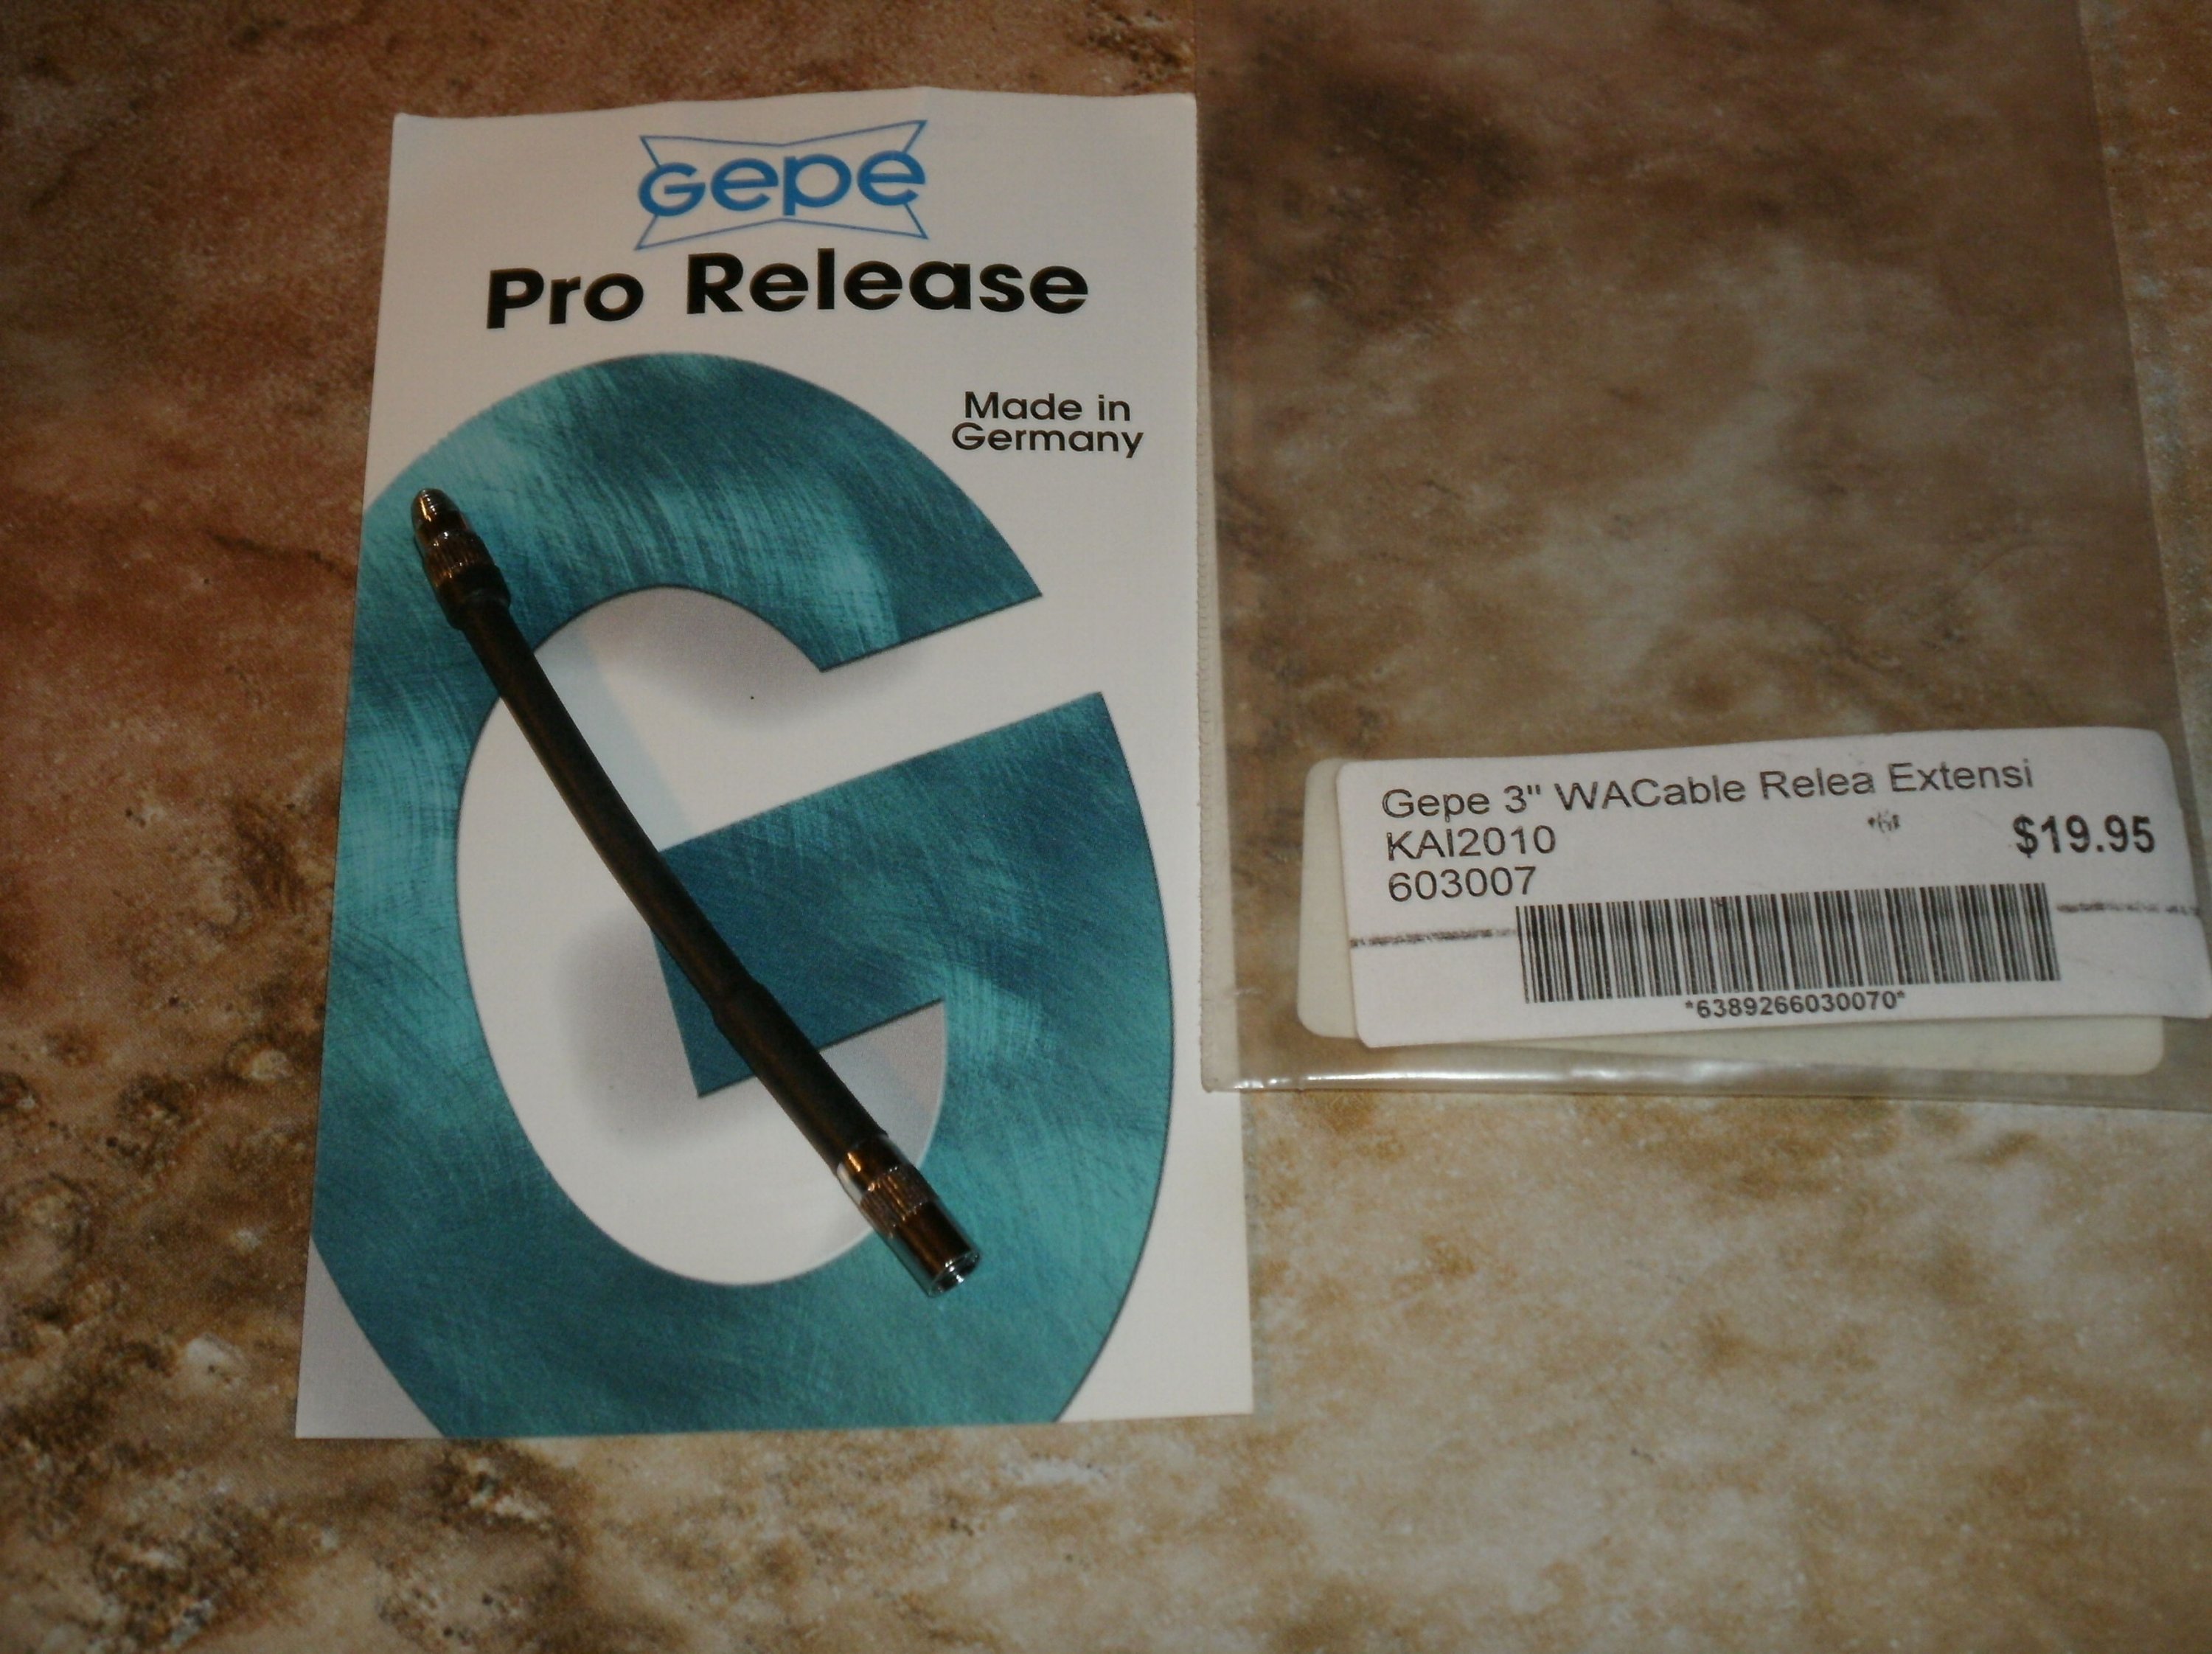 Gepe
Pro Release
Made in
Germany
Gepe 3" WACable Relea Extensi
KAI2010
$19.95
603007
*6389266030070*